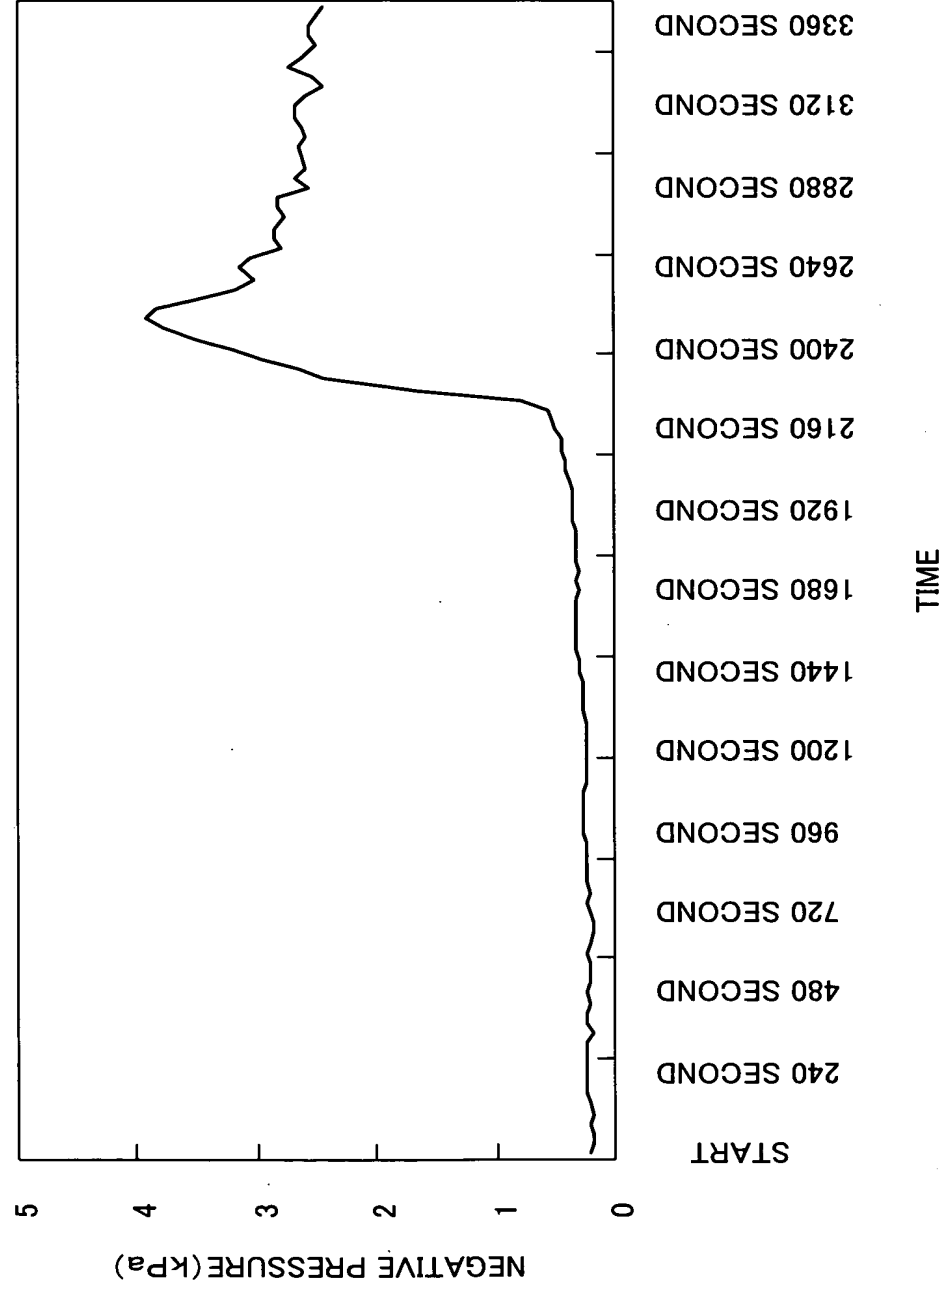 NEGATIVE PRESSURE (kPa)
5
4
3
2
1
0
START
240 SECOND
480 SECOND
720 SECOND
960 SECOND
1200 SECOND
1440 SECOND
1680 SECOND
1920 SECOND
2160 SECOND
2400 SECOND
2640 SECOND
2880 SECOND
3120 SECOND
3360 SECOND
TIME